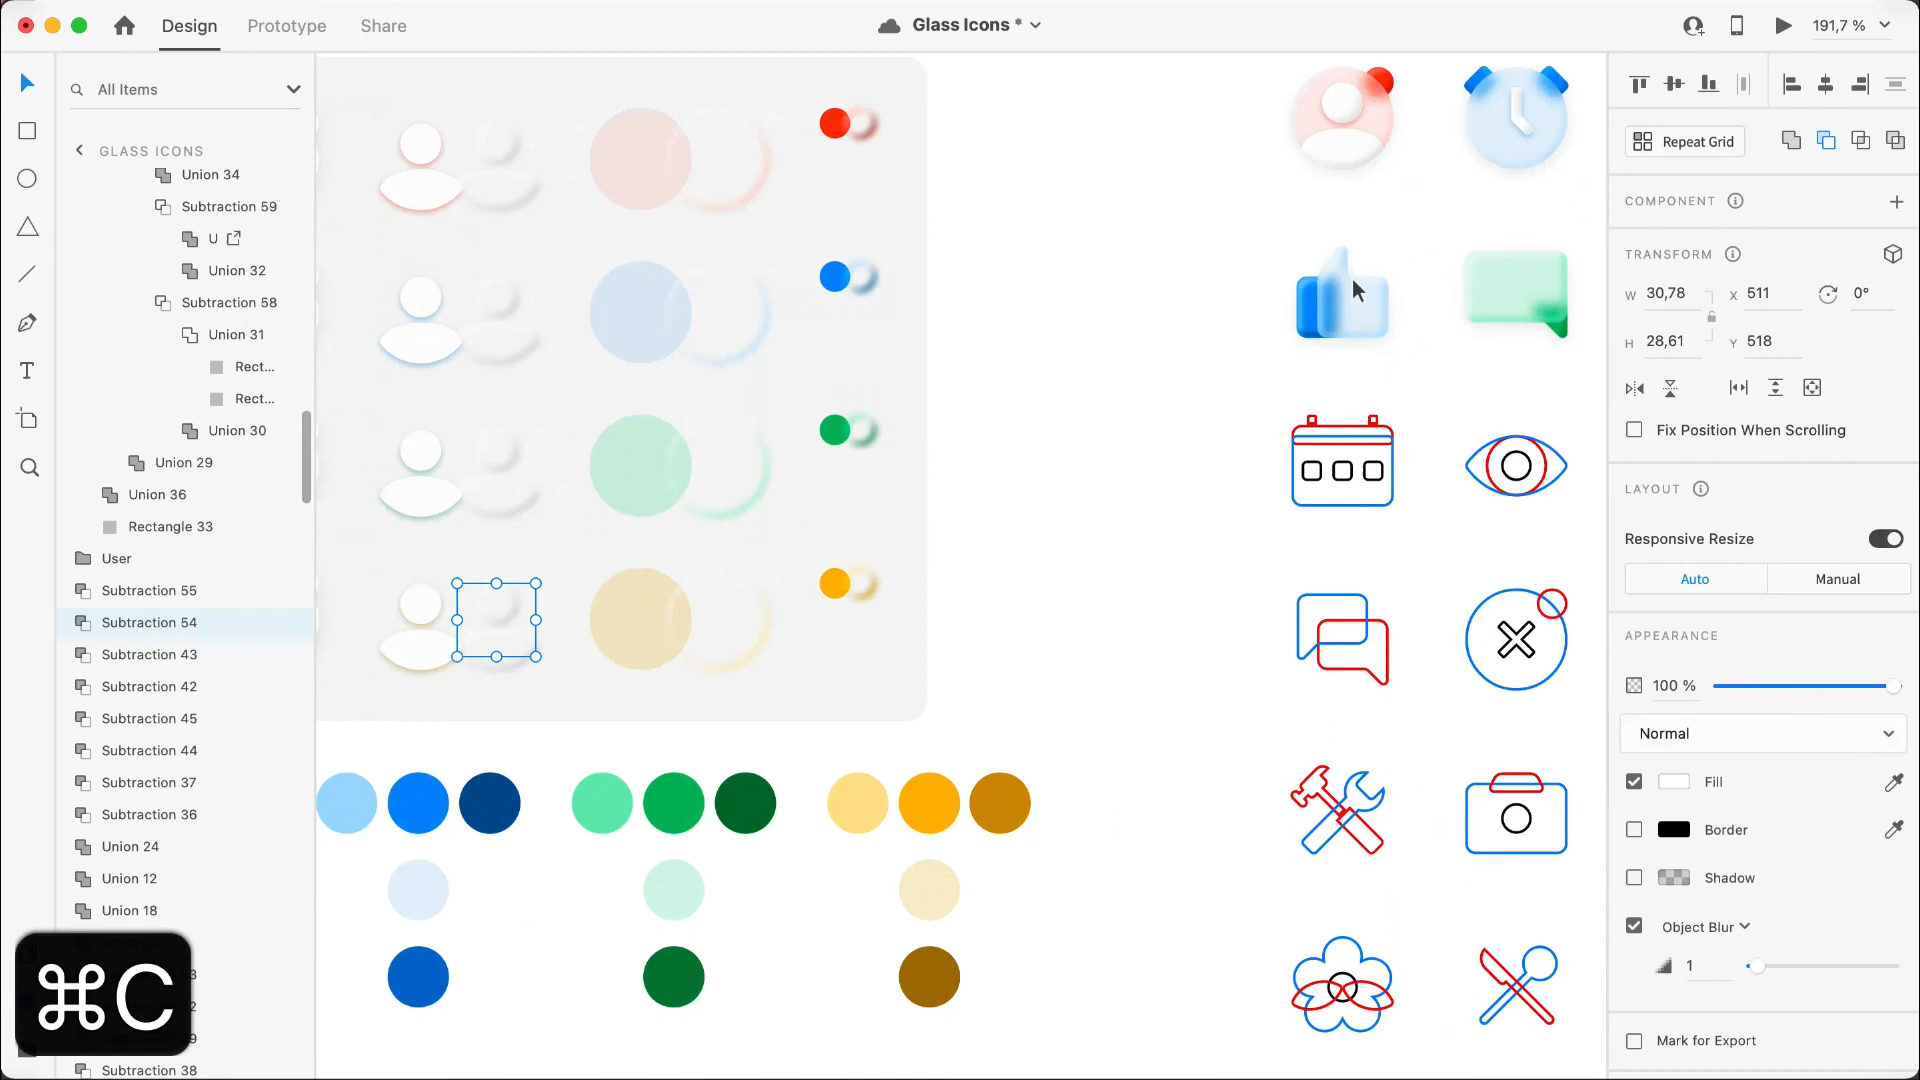 Design
Prototype
Share
Glass Icons *
191,7 %
All Items
GLASS ICONS
Union 34
Subtraction 59
U
Union 32
Subtraction 58
Union 31
Rect...
Rect...
Union 30
Union 29
Union 36
Rectangle 33
User
Subtraction 55
Subtraction 54
Subtraction 43
Subtraction 42
Subtraction 45
Subtraction 44
Subtraction 37
Subtraction 36
Union 24
Union 12
Union 18
Subtraction 38
⌘C
Repeat Grid
COMPONENT
TRANSFORM
W 30,78
X 511
0°
H 28,61
Y 518
Fix Position When Scrolling
LAYOUT
Responsive Resize
Auto
Manual
APPEARANCE
100 %
Normal
Fill
Border
Shadow
Object Blur
1
Mark for Export